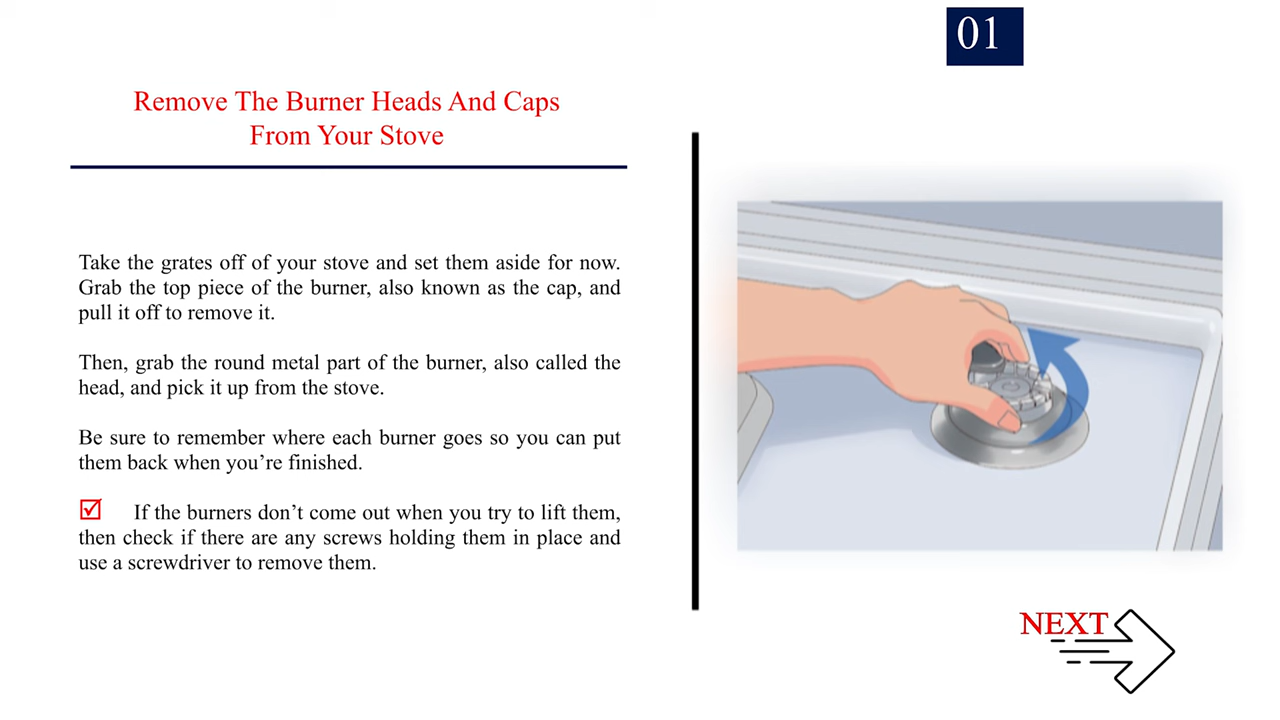 01
Remove The Burner Heads And Caps
From Your Stove
Take the grates off of your stove and set them aside for now.
Grab the top piece of the burner, also known as the cap, and
pull it off to remove it.
Then, grab the round metal part of the burner, also called the
head, and pick it up from the stove.
Be sure to remember where each burner goes so you can put
them back when you’re finished.
☑ If the burners don’t come out when you try to lift them,
then check if there are any screws holding them in place and
use a screwdriver to remove them.
NEXT